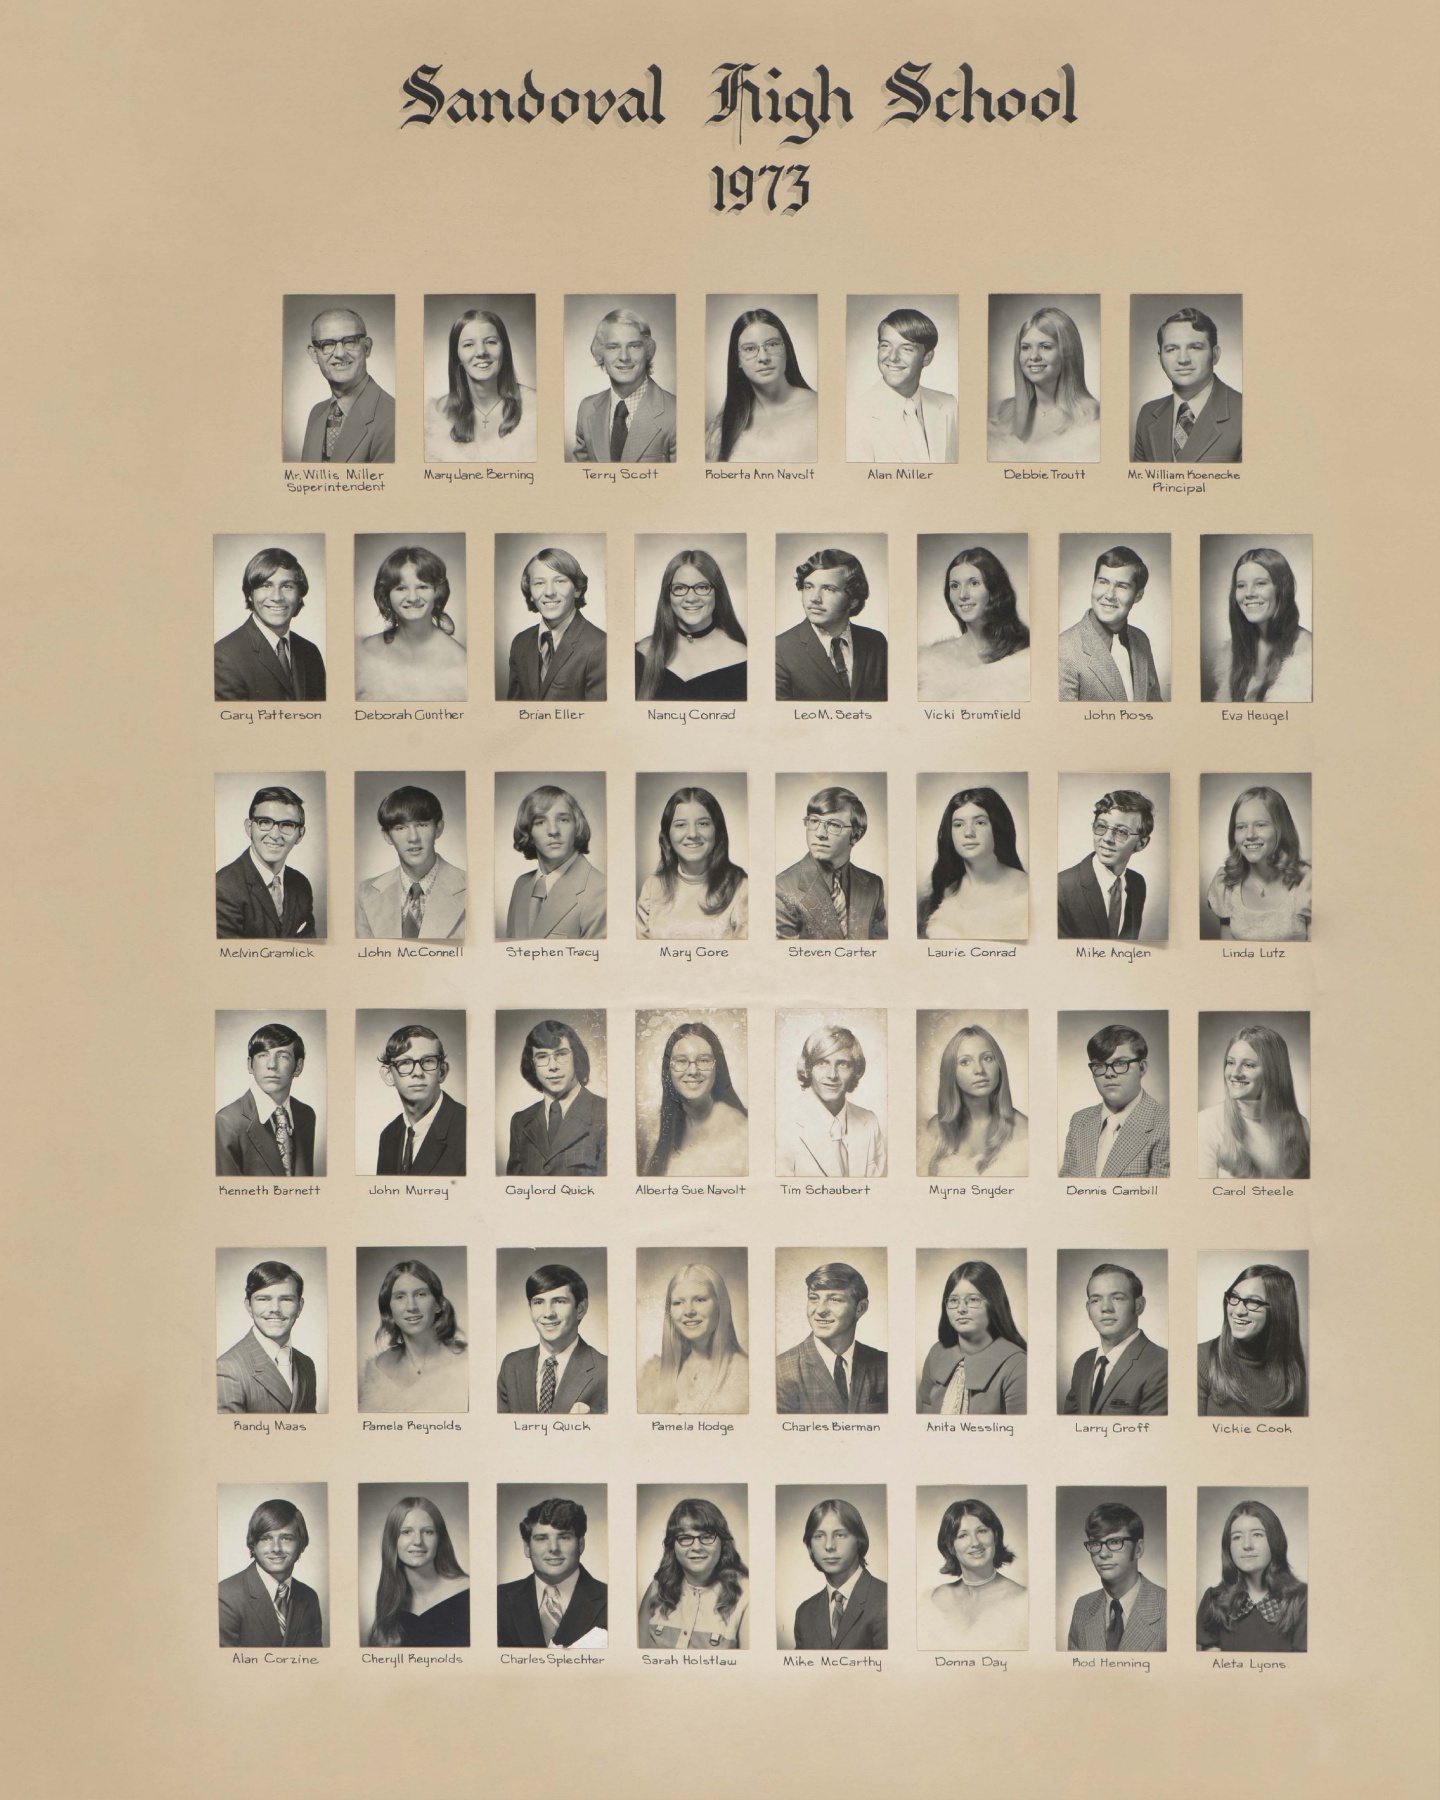 Sandoval High School
1973
Mr. Willis Miller
Superintendent
Mary Jane Berning
Terry Scott
Roberta Ann Navolt
Alan Miller
Debbie Troutt
Mr. William Koenecke
Principal
Gary Patterson
Deborah Gunther
Brian Eller
Nancy Conrad
Leo M. Seats
Vicki Brumfield
John Ross
Eva Heugel
Melvin Gramlick
John McConnell
Stephen Tracy
Mary Gore
Steven Carter
Laurie Conrad
Mike Anglen
Linda Lutz
Kenneth Barnett
John Murray
Gaylord Quick
Alberta Sue Navolt
Tim Schaubert
Myrna Snyder
Dennis Gambill
Carol Steele
Randy Maas
Pamela Reynolds
Larry Quick
Pamela Hodge
Charles Bierman
Anita Wessling
Larry Groff
Vickie Cook
Alan Corzine
Cheryll Reynolds
Charles Splechter
Sarah Holstlaw
Mike McCarthy
Donna Day
Rod Henning
Aleta Lyons